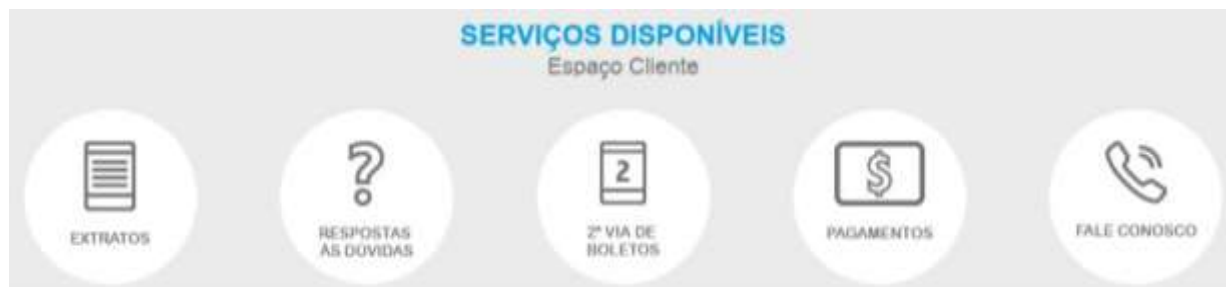 SERVIÇOS DISPONÍVEIS
Espaço Cliente
EXTRATOS
RESPOSTAS
ÀS DÚVIDAS
2
2ª VIA DE
BOLETOS
$
PAGAMENTOS
FALE CONOSCO